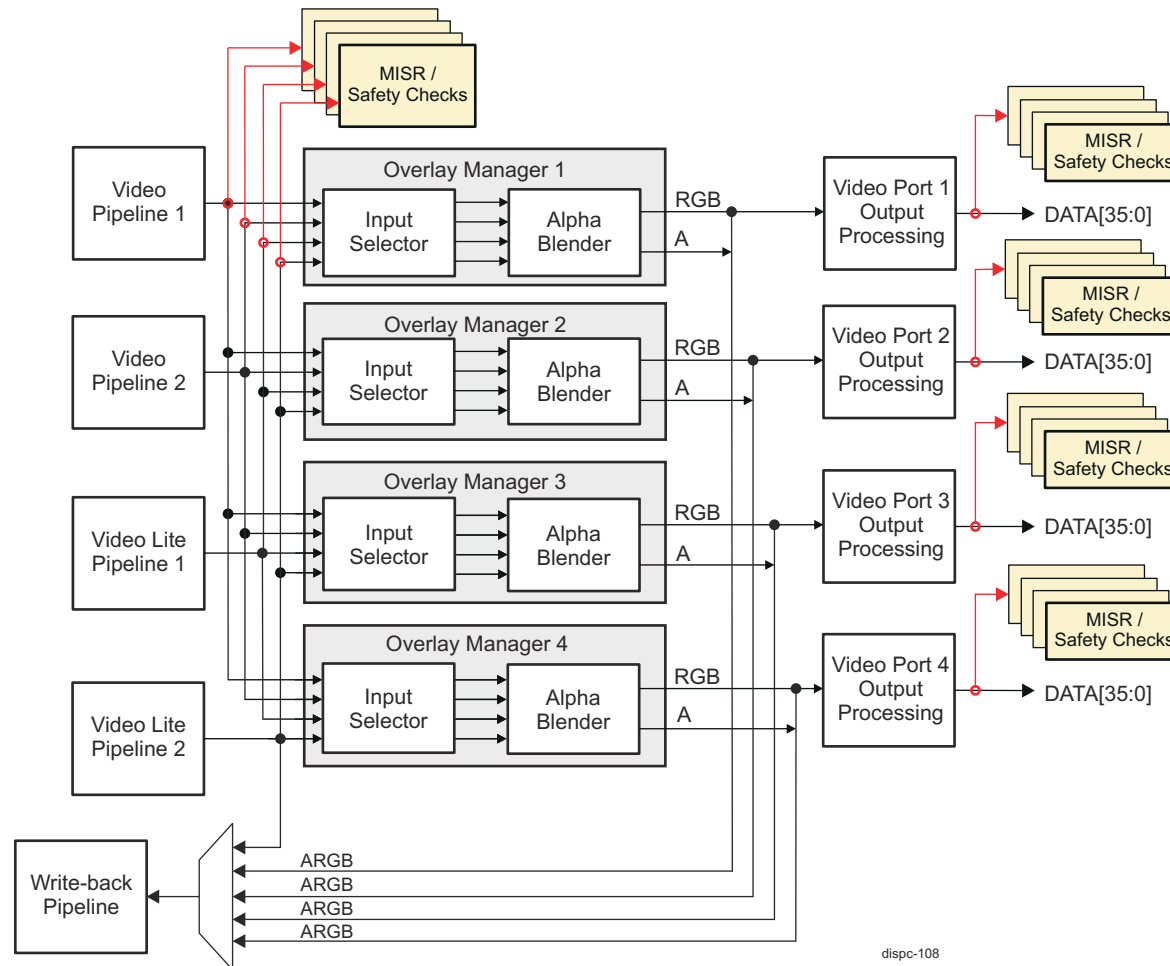 MISR /
Safety Checks
MISR /
Safety Checks
Video
Pipeline 1
Overlay Manager 1
Input
Selector
Alpha
Blender
RGB
A
Video Port 1
Output
Processing
DATA[35:0]
MISR /
Safety Checks
Video
Pipeline 2
Overlay Manager 2
Input
Selector
Alpha
Blender
RGB
A
Video Port 2
Output
Processing
DATA[35:0]
MISR /
Safety Checks
Video Lite
Pipeline 1
Overlay Manager 3
Input
Selector
Alpha
Blender
RGB
A
Video Port 3
Output
Processing
DATA[35:0]
MISR /
Safety Checks
Video Lite
Pipeline 2
Overlay Manager 4
Input
Selector
Alpha
Blender
RGB
A
Video Port 4
Output
Processing
DATA[35:0]
Write-back
Pipeline
ARGB
ARGB
ARGB
ARGB
dispc-108